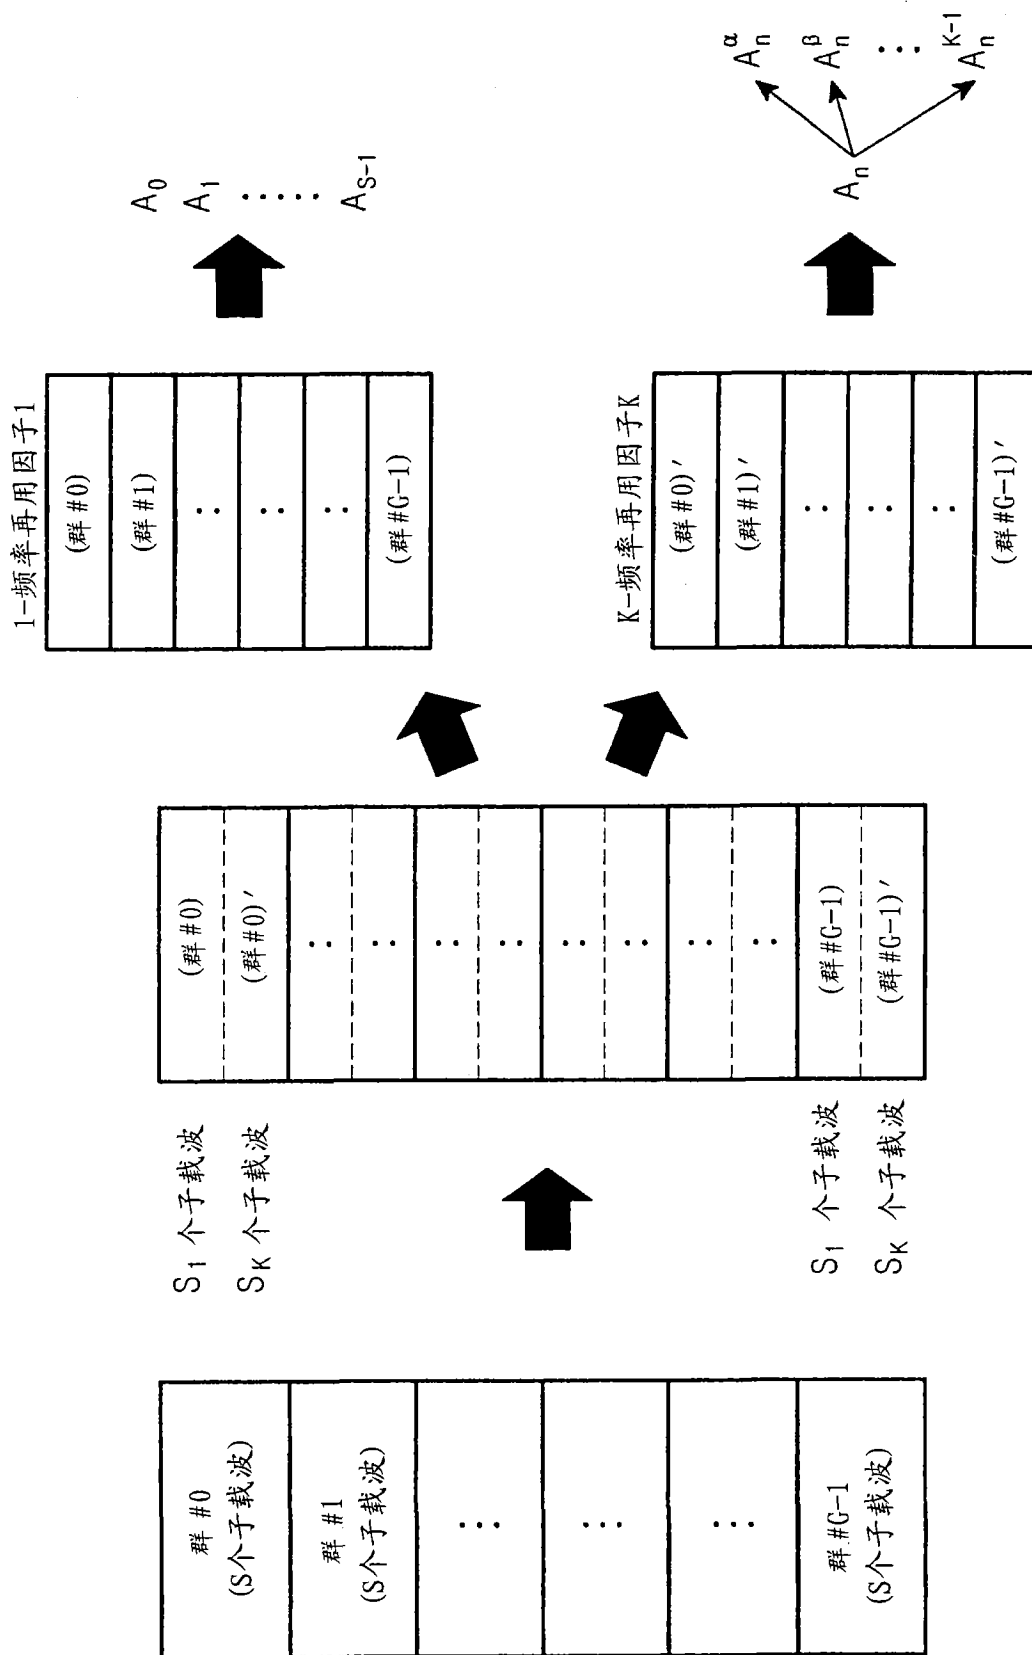 群 #0
(S个子载波)
群 #1
(S个子载波)
...
...
...
群 #G-1
(S个子载波)
S₁ 个子载波
Sₖ 个子载波
S₁ 个子载波
Sₖ 个子载波
(群 #0)
(群 #0)′
..
..
..
..
..
..
..
..
(群 #G-1)
(群 #G-1)′
1-频率再用因子1
(群 #0)
(群 #1)
..
..
..
(群 #G-1)
A₀
A₁
.....
A_{S-1}
K-频率再用因子K
(群 #0)′
(群 #1)′
..
..
..
(群 #G-1)′
Aₙ
Aₙ^α
Aₙ^β
...
Aₙ^{K-1}